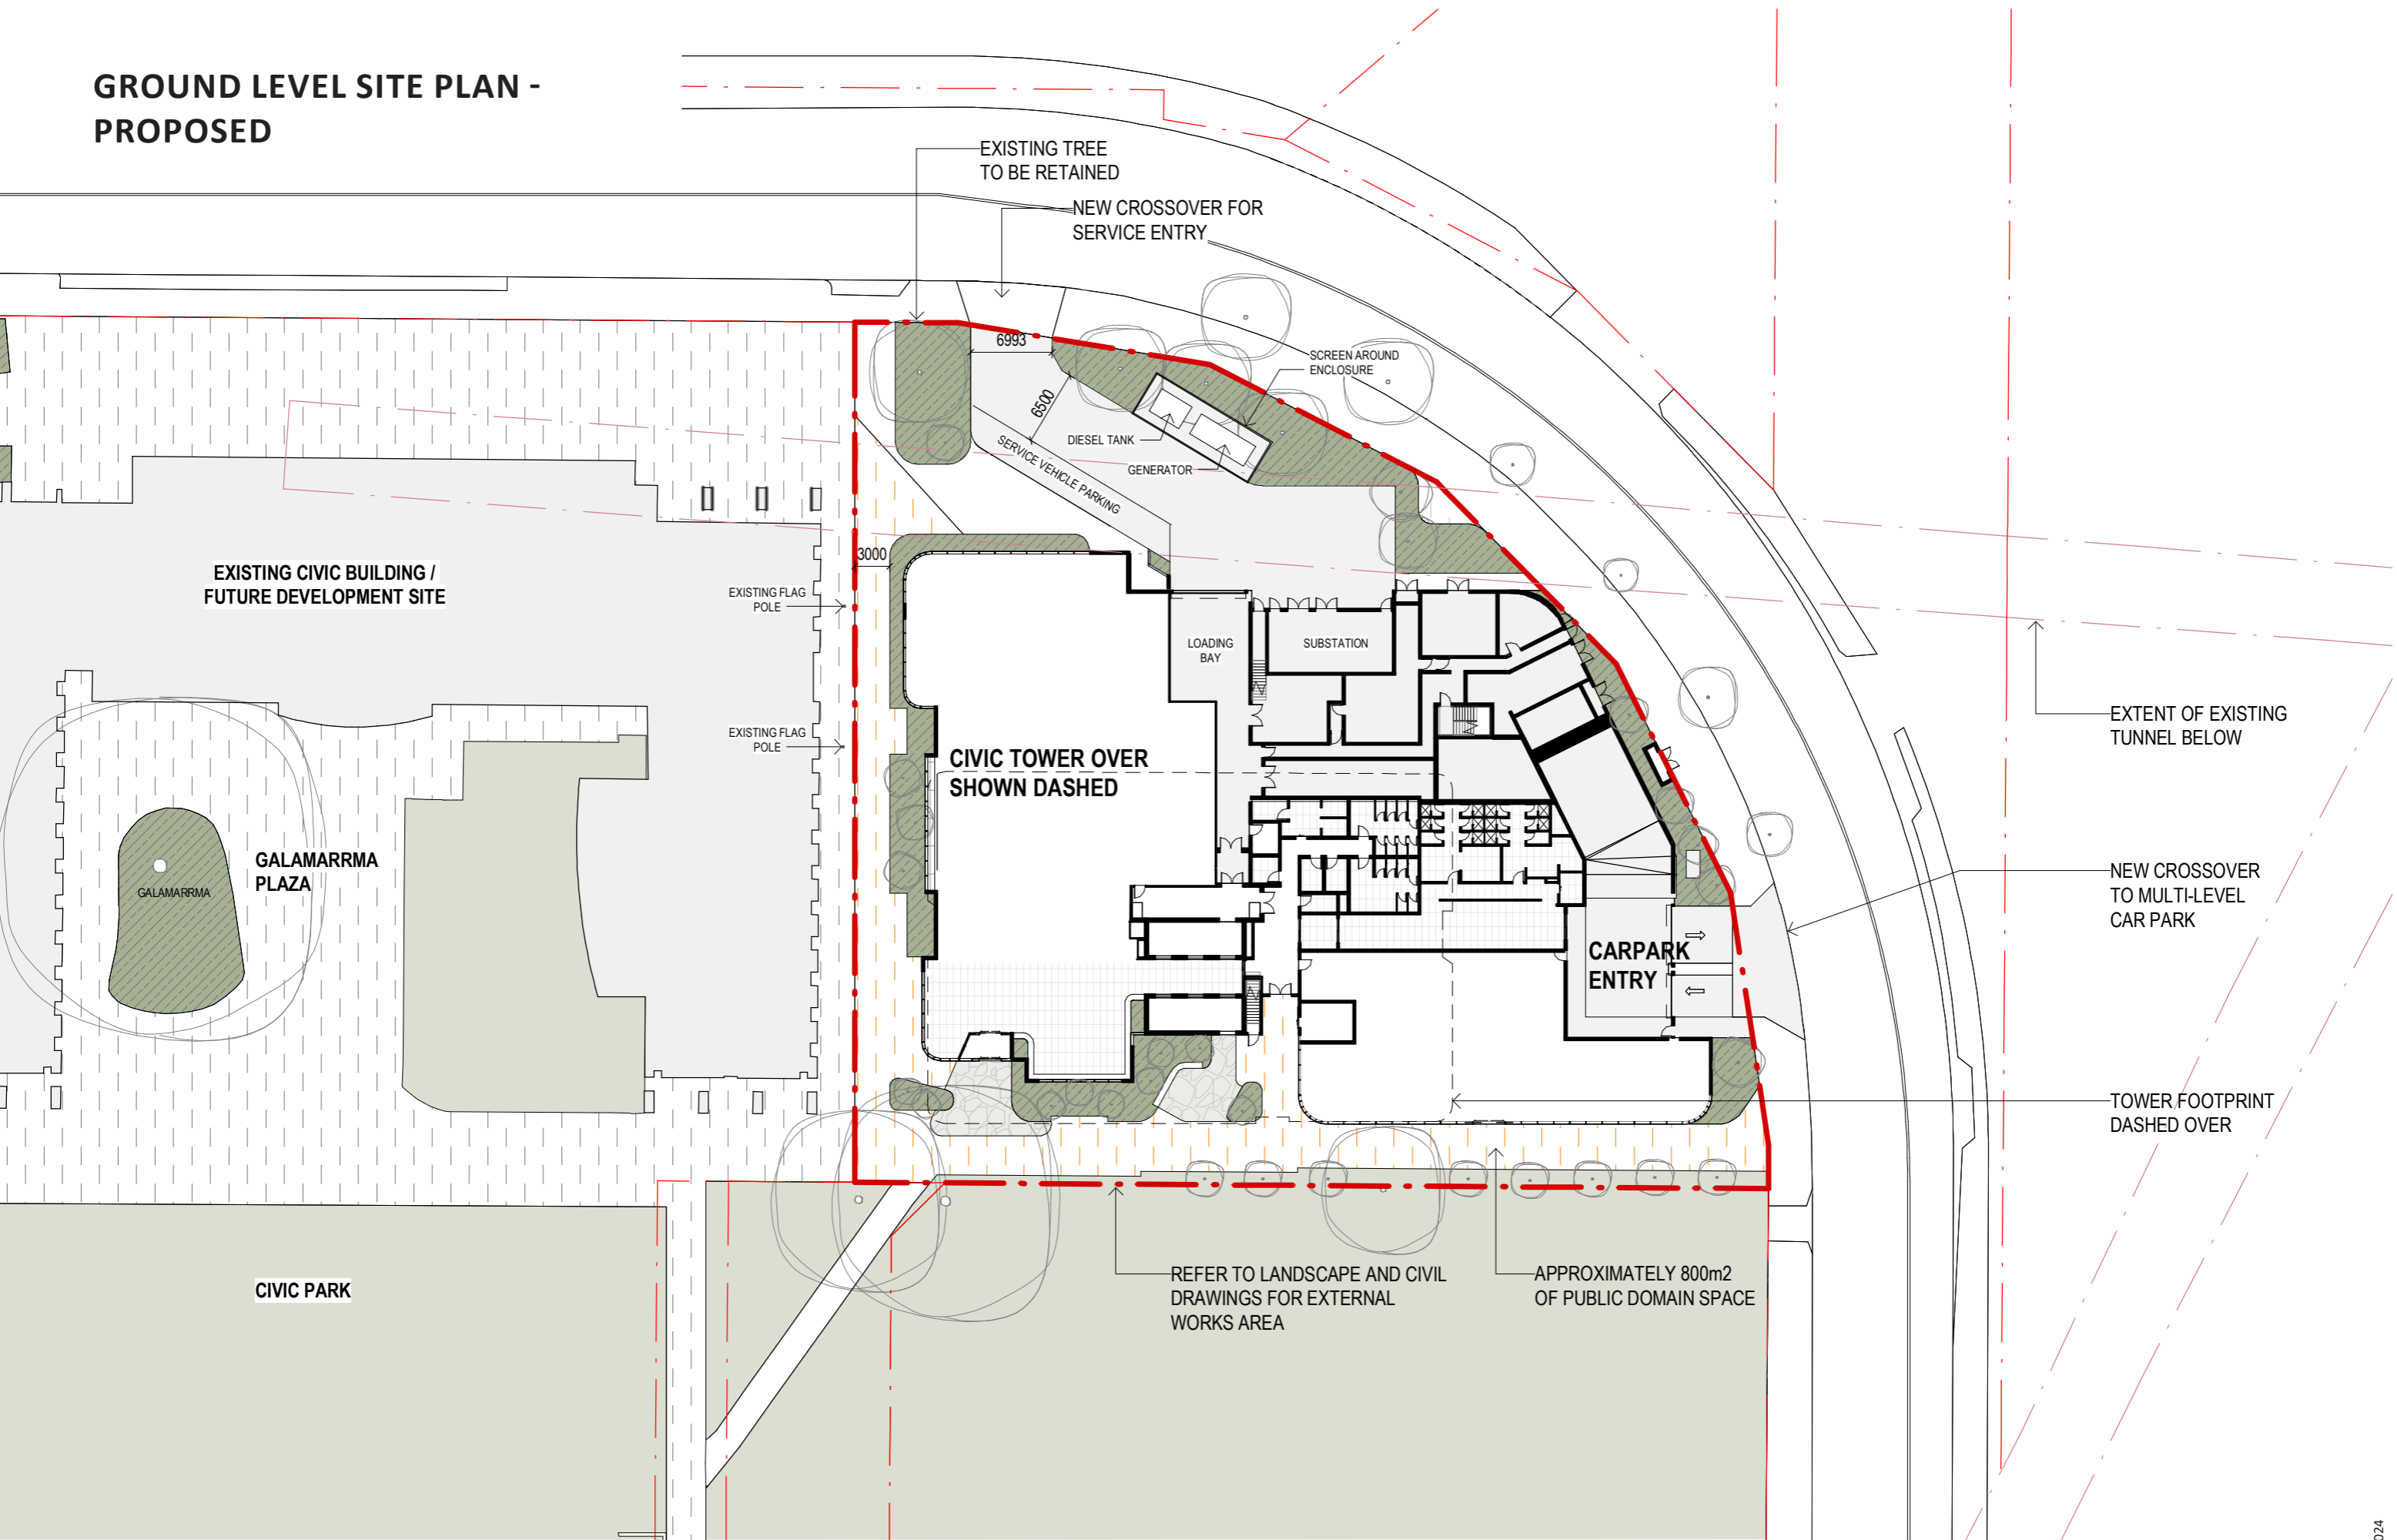 GROUND LEVEL SITE PLAN -
PROPOSED
EXISTING TREE
TO BE RETAINED
NEW CROSSOVER FOR
SERVICE ENTRY
6993
SCREEN AROUND
ENCLOSURE
6500
DIESEL TANK
SERVICE VEHICLE PARKING
GENERATOR
3000
EXISTING CIVIC BUILDING /
FUTURE DEVELOPMENT SITE
EXISTING FLAG
POLE
LOADING
BAY
SUBSTATION
EXISTING FLAG
POLE
EXTENT OF EXISTING
TUNNEL BELOW
CIVIC TOWER OVER
SHOWN DASHED
GALAMARRMA
PLAZA
GALAMARRMA
NEW CROSSOVER
TO MULTI-LEVEL
CAR PARK
CARPARK
ENTRY
TOWER FOOTPRINT
DASHED OVER
REFER TO LANDSCAPE AND CIVIL
DRAWINGS FOR EXTERNAL
WORKS AREA
APPROXIMATELY 800m2
OF PUBLIC DOMAIN SPACE
CIVIC PARK
024